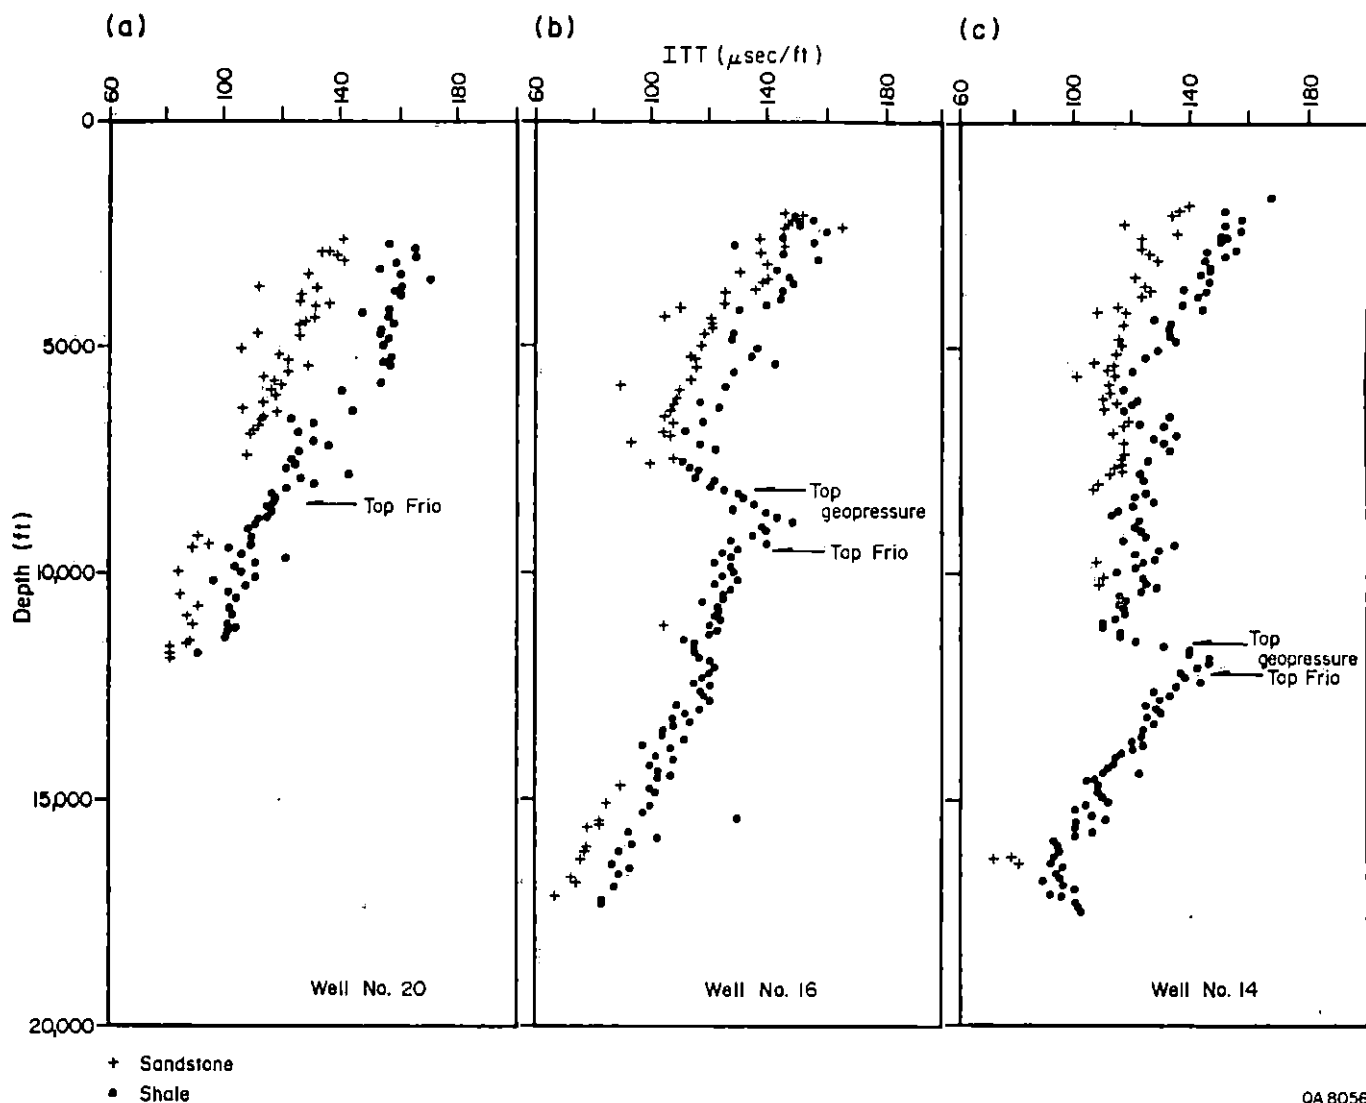 (a) (b) (c)
ITT (μsec/ft)
60 100 140 180 60 100 140 180 60 100 140 180
0
5000
10,000
15,000
20,000
Depth (ft)
Top Frio
Top
geopressure
Top Frio
Top
geopressure
Top Frio
Well No. 20
Well No. 16
Well No. 14
+ Sandstone
• Shale
QA 8056